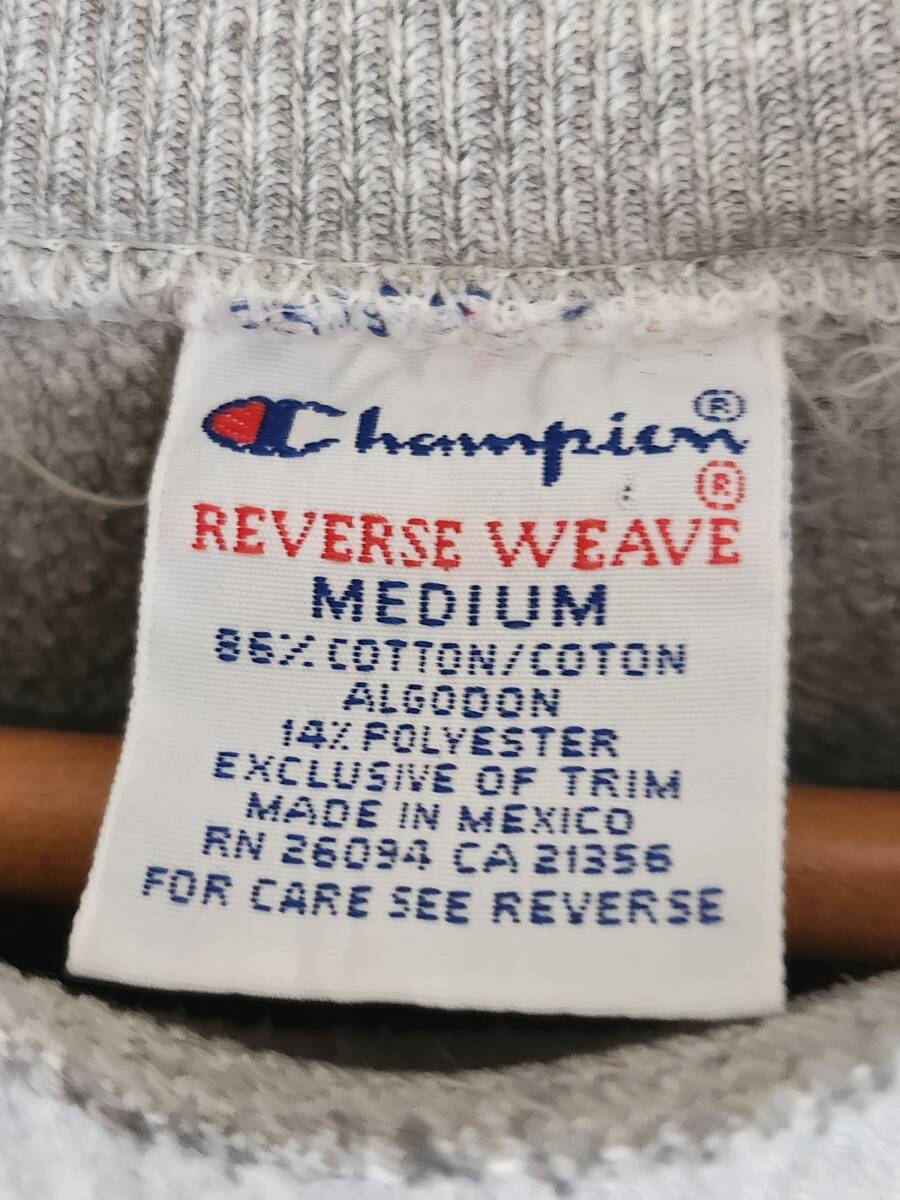 Champion®
REVERSE WEAVE®
MEDIUM
86% COTTON/COTON
ALGODON
14% POLYESTER
EXCLUSIVE OF TRIM
MADE IN MEXICO
RN 26094 CA 21356
FOR CARE SEE REVERSE